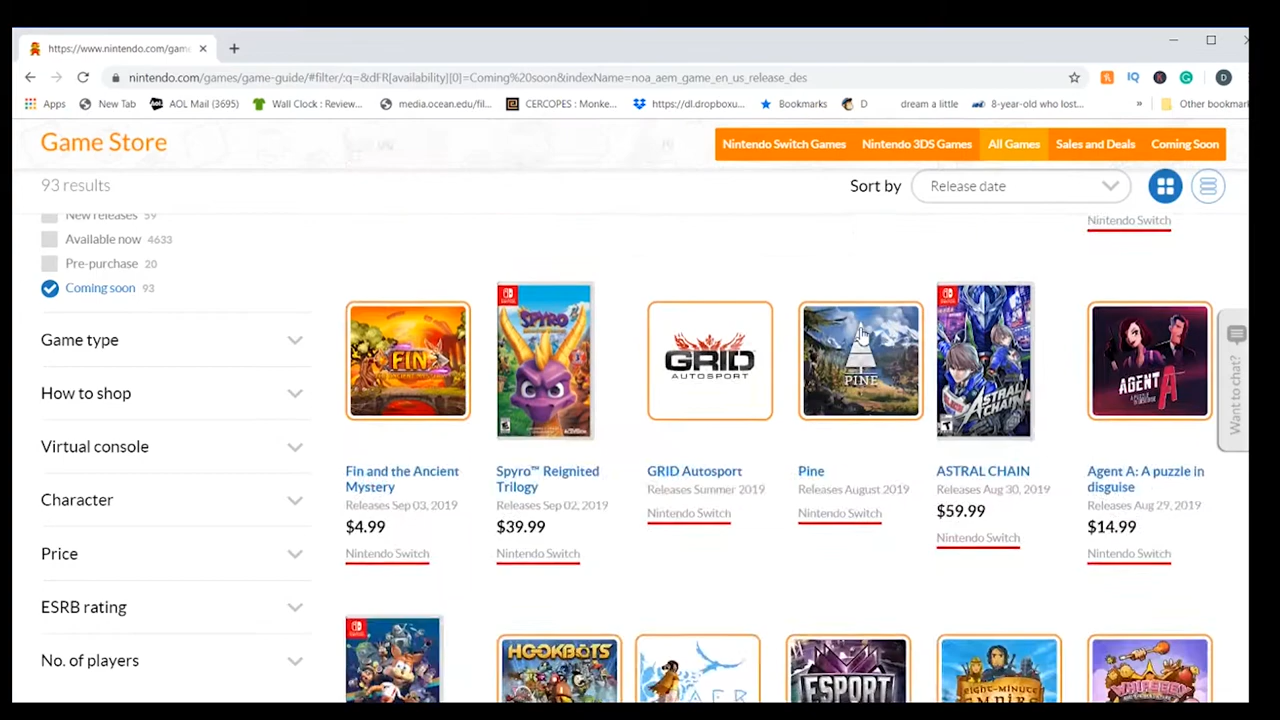 https://www.nintendo.com/gam
nintendo.com/games/game-guide/#filter/:q=&dFR[availability][0]=Coming%20soon&indexName=noa_aem_game_en_us_release_des
D
Apps New Tab AOL Mail (3695) Wall Clock : Review... media.ocean.edu/fil... CERCOPES : Monke... https://dl.dropboxu... Bookmarks D dream a little 8-year-old who lost... » Other bookmar
Game Store
Nintendo Switch Games Nintendo 3DS Games All Games Sales and Deals Coming Soon
93 results
Sort by Release date
New releases 59
Available now 4633
Pre-purchase 20
Coming soon 93
Game type
How to shop
Virtual console
Character
Price
ESRB rating
No. of players
Nintendo Switch
FIN
SPYRO
GRID
AUTOSPORT
PINE
ASTRAL CHAIN
AGENT A
Want to chat?
Fin and the Ancient Mystery
Releases Sep 03, 2019
$4.99
Nintendo Switch
Spyro™ Reignited Trilogy
Releases Sep 02, 2019
$39.99
Nintendo Switch
GRID Autosport
Releases Summer 2019
Nintendo Switch
Pine
Releases August 2019
Nintendo Switch
ASTRAL CHAIN
Releases Aug 30, 2019
$59.99
Nintendo Switch
Agent A: A puzzle in disguise
Releases Aug 29, 2019
$14.99
Nintendo Switch
HOOKBOTS
AER
ESPORT
EIGHT-MINUTE
EMPIRE